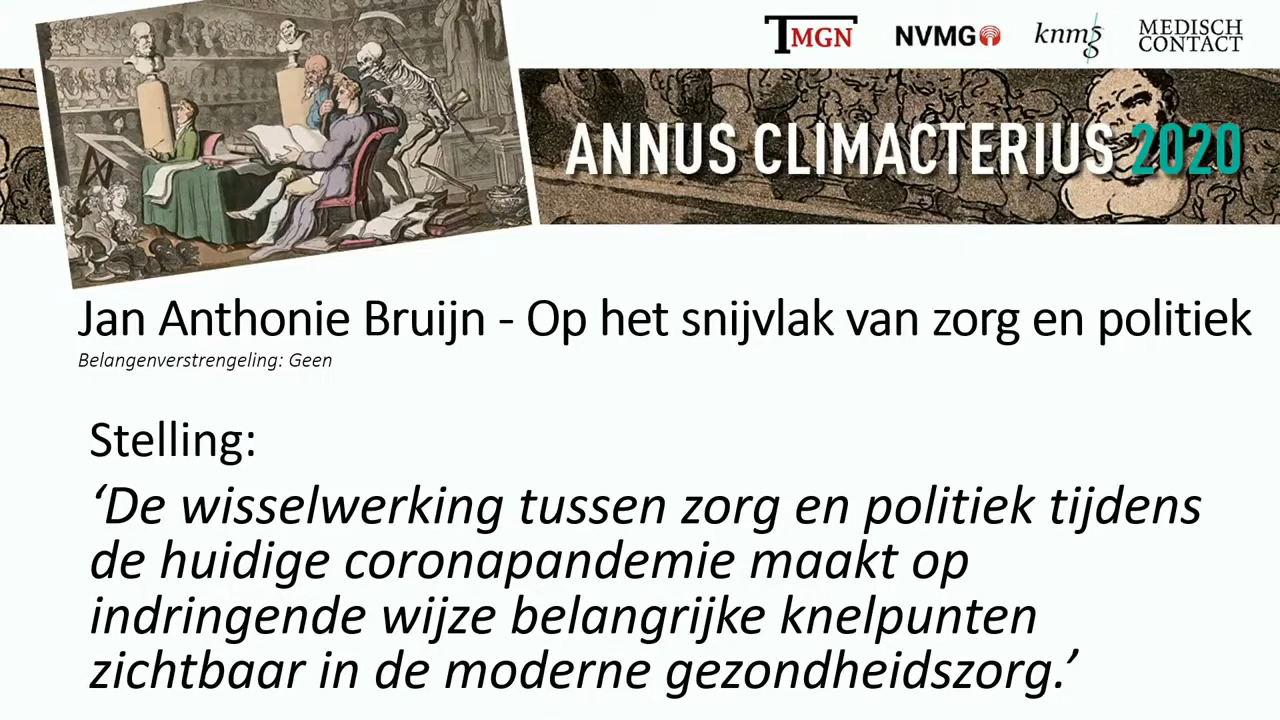 TMGN
NVMG
knmg
MEDISCH
CONTACT
ANNUS CLIMACTERIUS 2020
Jan Anthonie Bruijn - Op het snijvlak van zorg en politiek
Belangenverstrengeling: Geen
Stelling:
‘De wisselwerking tussen zorg en politiek tijdens
de huidige coronapandemie maakt op
indringende wijze belangrijke knelpunten
zichtbaar in de moderne gezondheidszorg.’